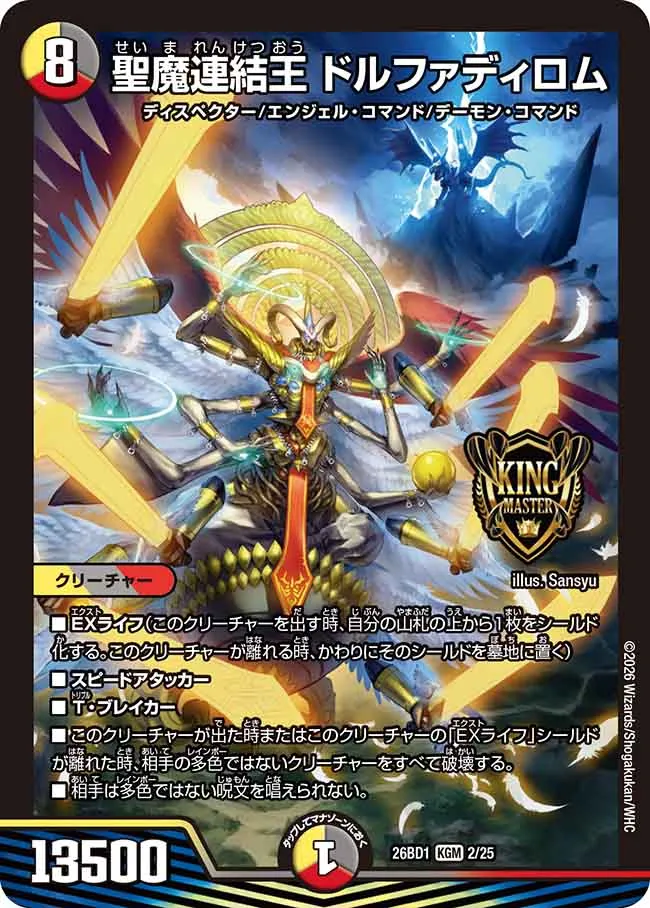 8
せいまれんけつおう
聖魔連結王 ドルファディロム
ディスペクター/エンジェル・コマンド/デーモン・コマンド
KING
MASTER
クリーチャー
illus. Sansyu
■EXライフ(このクリーチャーを出す時、自分の山札の上から1枚をシールド
化する。このクリーチャーが離れる時、かわりにそのシールドを墓地に置く)
■スピードアタッカー
■T・ブレイカー
■このクリーチャーが出た時またはこのクリーチャーの「EXライフ」シールド
が離れた時、相手の多色ではないクリーチャーをすべて破壊する。
■相手は多色ではない呪文を唱えられない。
©2026 Wizards/Shogakukan/WHC
13500
タップしてマナゾーンにおく
1
26BD1 KGM 2/25